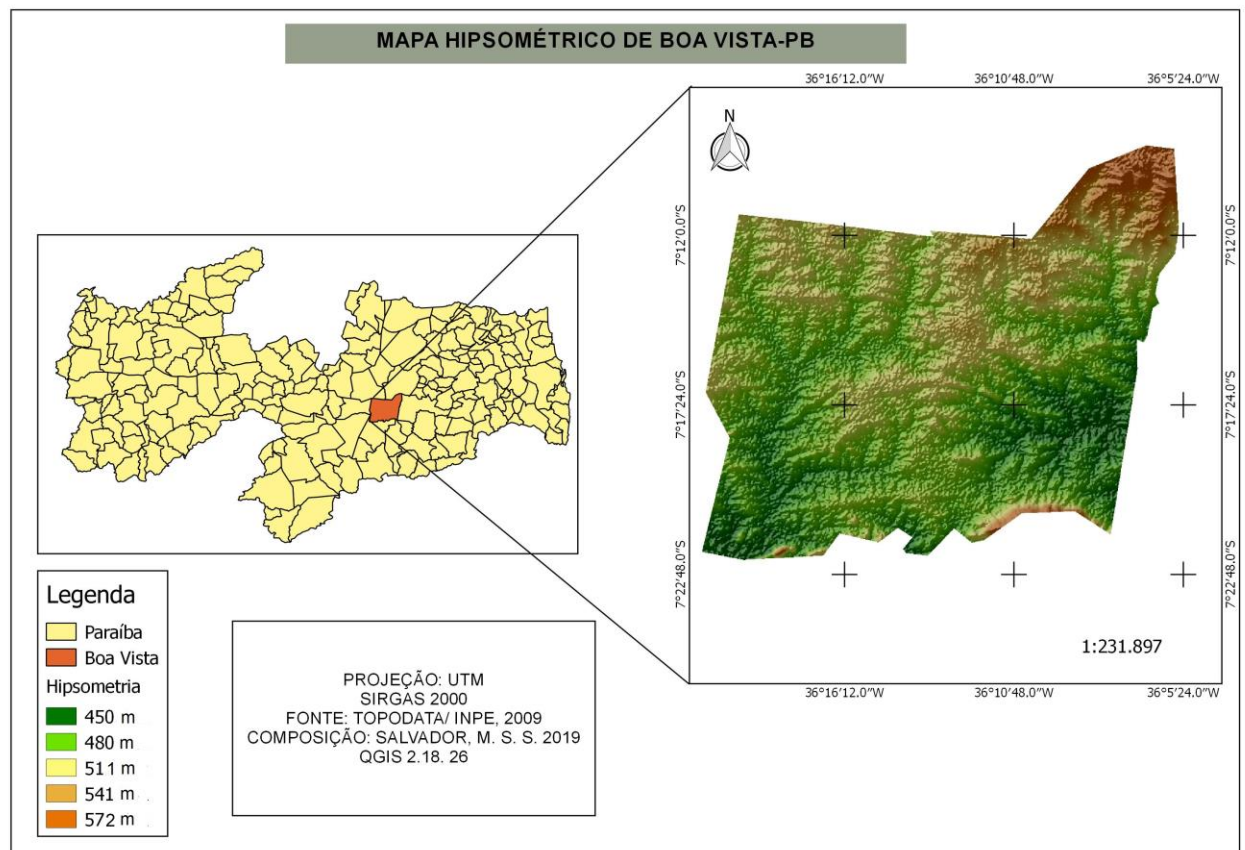 MAPA HIPSOMÉTRICO DE BOA VISTA-PB
36°16'12.0"W 36°10'48.0"W 36°5'24.0"W
N
7°12'0.0"S
7°12'0.0"S
7°17'24.0"S
7°17'24.0"S
7°22'48.0"S
7°22'48.0"S
1:231.897
36°16'12.0"W 36°10'48.0"W 36°5'24.0"W
Legenda
Paraíba
Boa Vista
Hipsometria
450 m
480 m
511 m
541 m
572 m
PROJEÇÃO: UTM
SIRGAS 2000
FONTE: TOPODATA/ INPE, 2009
COMPOSIÇÃO: SALVADOR, M. S. S. 2019
QGIS 2.18. 26